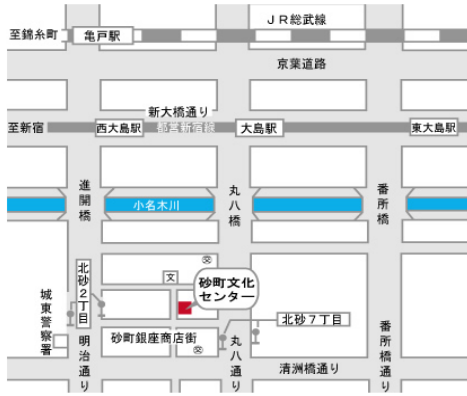 JR総武線
至錦糸町
亀戸駅
京葉道路
新大橋通り
至新宿
西大島駅
都営新宿線
大島駅
東大島駅
進開橋
小名木川
丸八橋
番所橋
文
文
砂町文化
センター
北砂2丁目
城東警察署
砂町銀座商店街
文
北砂7丁目
明治通り
丸八通り
清洲橋通り
番所橋通り